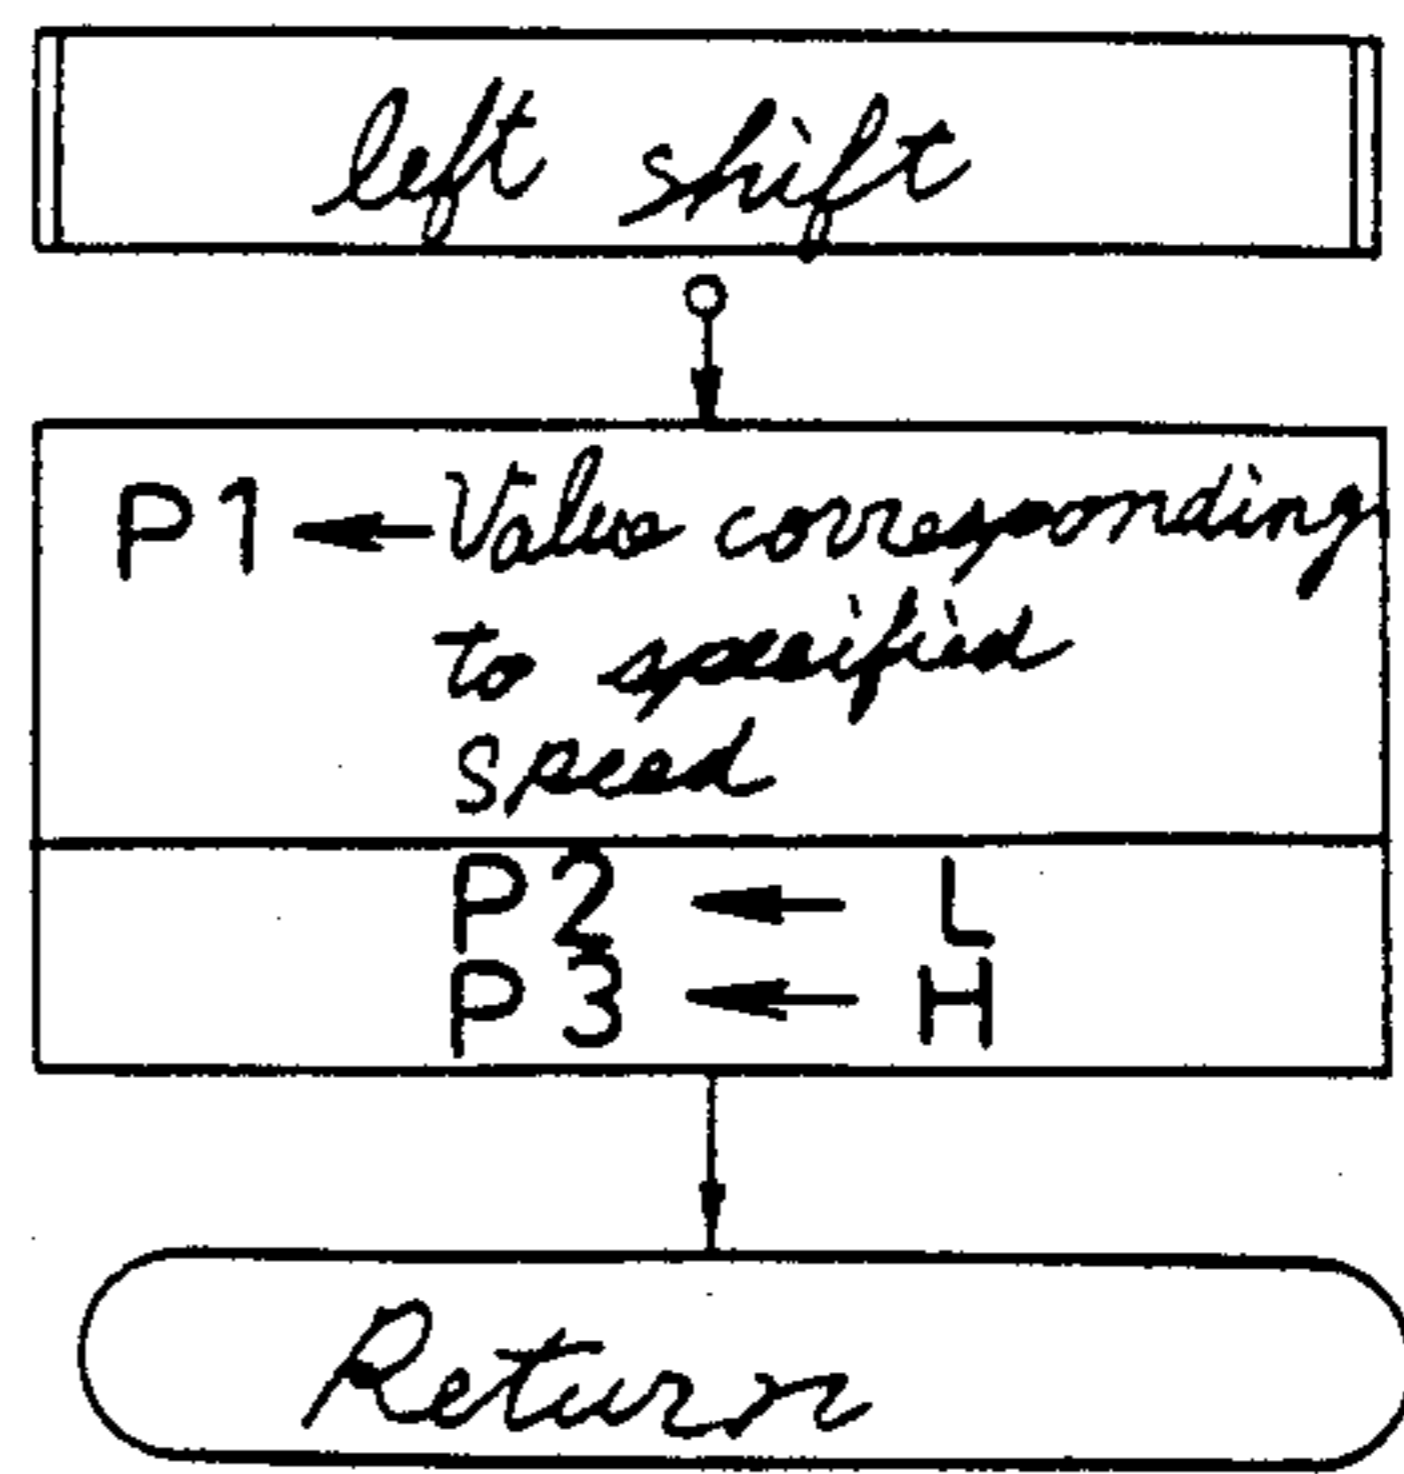 left shift
P1 ← Value corresponding
to specified
speed
P2 ← L
P3 ← H
Return